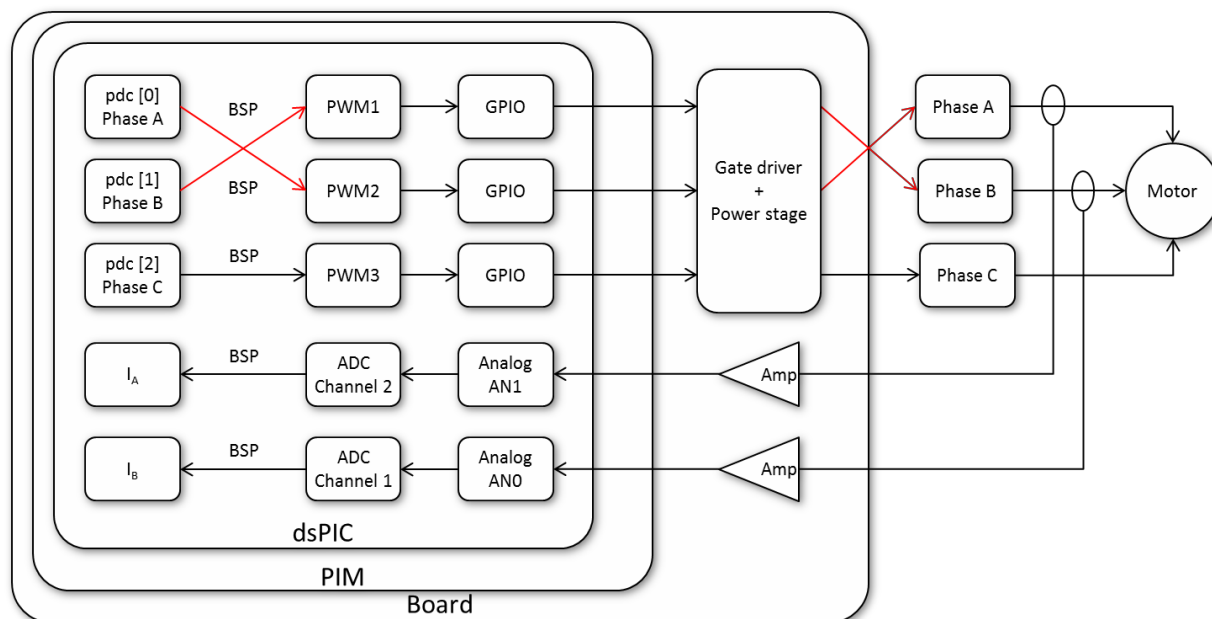 pdc [0]
Phase A
BSP
PWM1
GPIO
Phase A
pdc [1]
Phase B
BSP
PWM2
GPIO
Gate driver
+
Power stage
Phase B
Motor
pdc [2]
Phase C
BSP
PWM3
GPIO
Phase C
I_A
BSP
ADC
Channel 2
Analog
AN1
Amp
I_B
BSP
ADC
Channel 1
Analog
AN0
Amp
dsPIC
PIM
Board